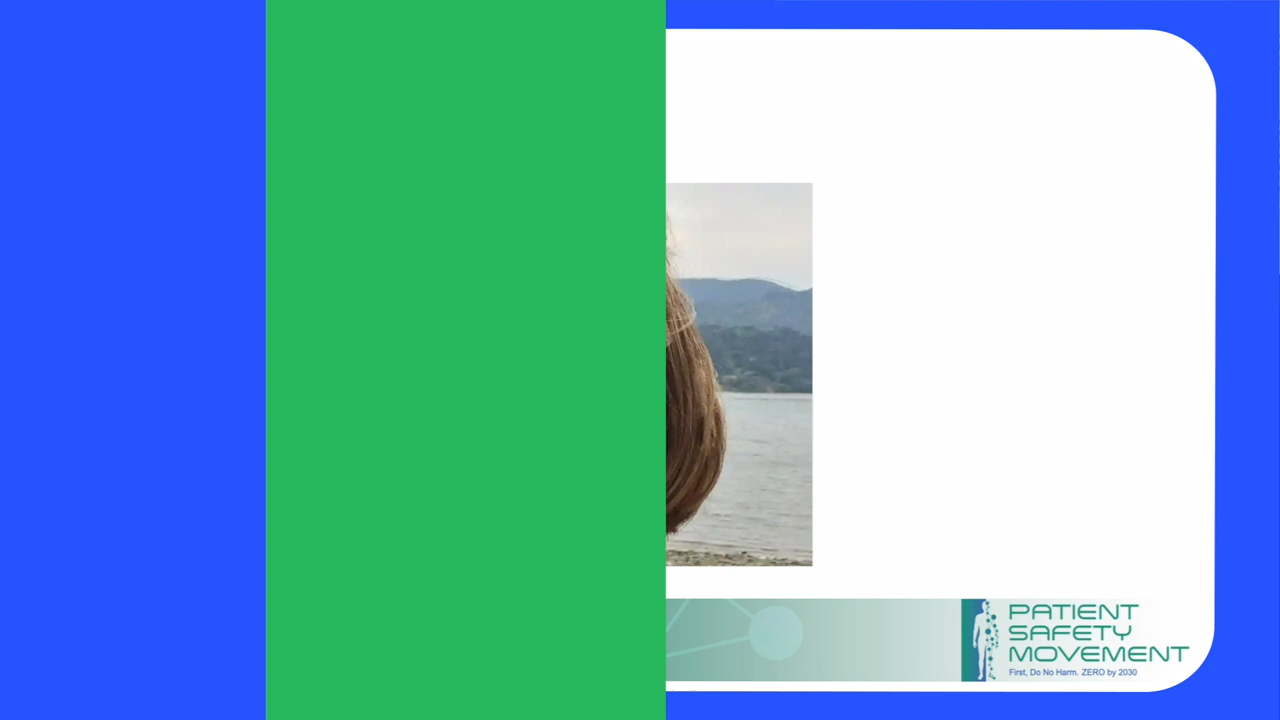 PATIENT
SAFETY
MOVEMENT
First, Do No Harm. ZERO by 2030